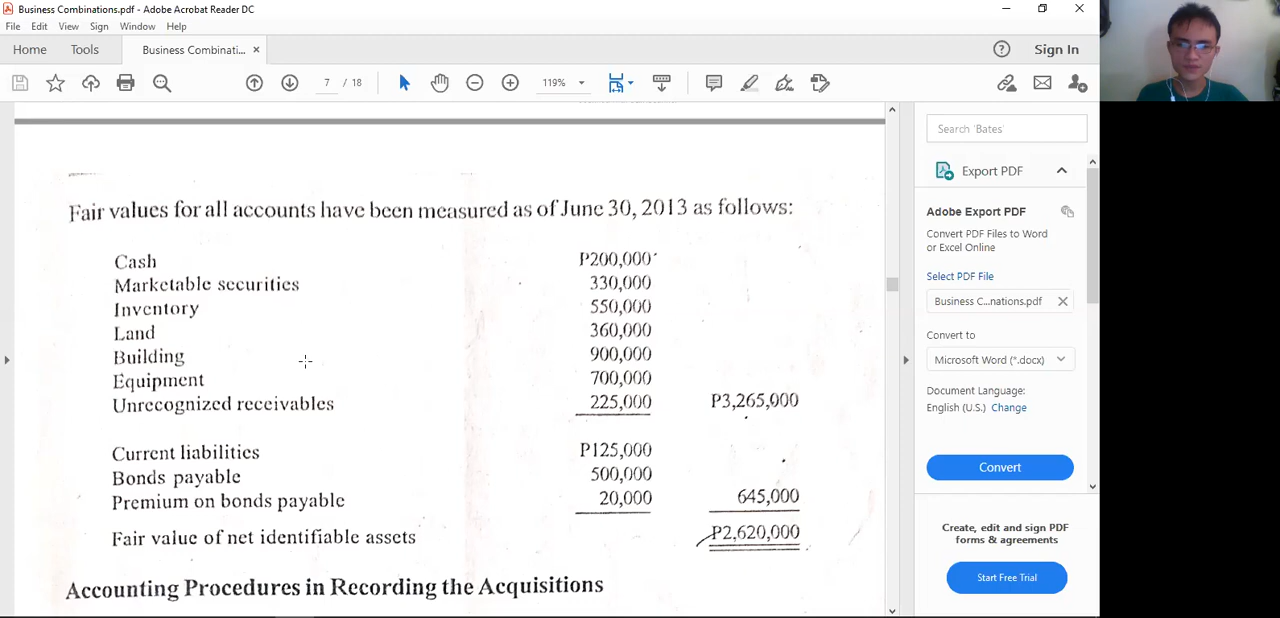 Business Combinations.pdf - Adobe Acrobat Reader DC
File Edit View Sign Window Help
Home Tools Business Combinati... Sign In
7 / 18 119%
Fair values for all accounts have been measured as of June 30, 2013 as follows:
Cash P200,000
Marketable securities 330,000
Inventory 550,000
Land 360,000
Building 900,000
Equipment 700,000
Unrecognized receivables 225,000 P3,265,000
Current liabilities P125,000
Bonds payable 500,000
Premium on bonds payable 20,000 645,000
Fair value of net identifiable assets P2,620,000
Accounting Procedures in Recording the Acquisitions
Search 'Bates'
Export PDF
Adobe Export PDF
Convert PDF Files to Word
or Excel Online
Select PDF File
Business C...nations.pdf
Convert to
Microsoft Word (*.docx)
Document Language:
English (U.S.) Change
Convert
Create, edit and sign PDF
forms & agreements
Start Free Trial